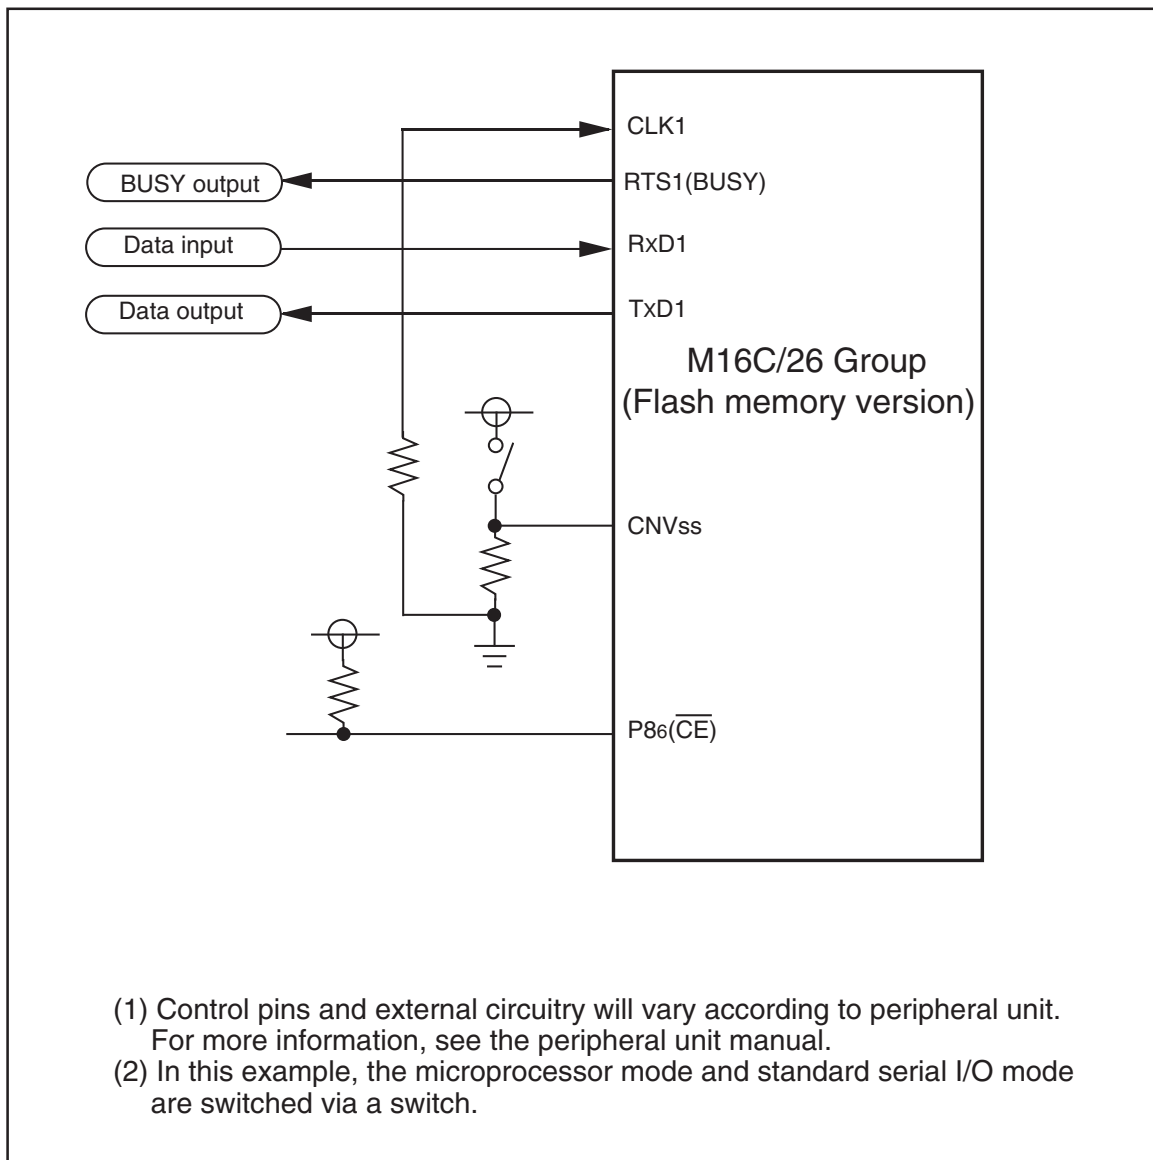 CLK1
BUSY output
RTS1(BUSY)
Data input
RxD1
Data output
TxD1
M16C/26 Group
(Flash memory version)
CNVss
P86(CE)
(1) Control pins and external circuitry will vary according to peripheral unit.
For more information, see the peripheral unit manual.
(2) In this example, the microprocessor mode and standard serial I/O mode
are switched via a switch.